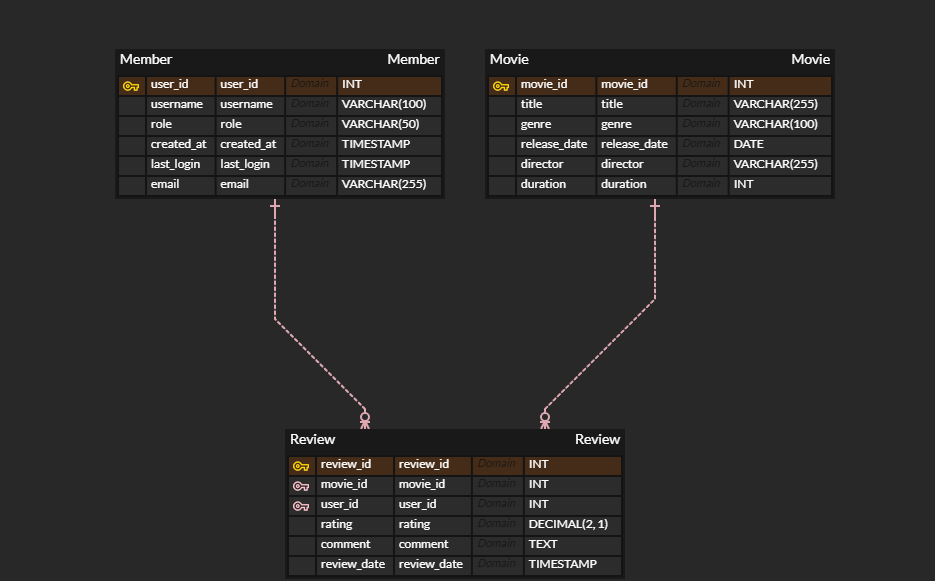 Member Member
user_id user_id Domain INT
username username Domain VARCHAR(100)
role role Domain VARCHAR(50)
created_at created_at Domain TIMESTAMP
last_login last_login Domain TIMESTAMP
email email Domain VARCHAR(255)
Movie Movie
movie_id movie_id Domain INT
title title Domain VARCHAR(255)
genre genre Domain VARCHAR(100)
release_date release_date Domain DATE
director director Domain VARCHAR(255)
duration duration Domain INT
Review Review
review_id review_id Domain INT
movie_id movie_id Domain INT
user_id user_id Domain INT
rating rating Domain DECIMAL(2, 1)
comment comment Domain TEXT
review_date review_date Domain TIMESTAMP